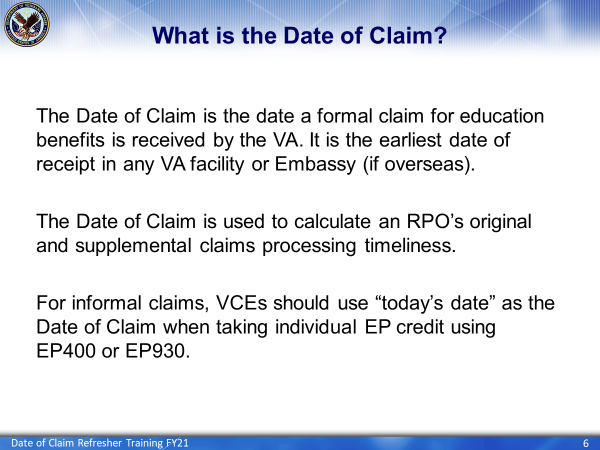 What is the Date of Claim?
The Date of Claim is the date a formal claim for education
benefits is received by the VA. It is the earliest date of
receipt in any VA facility or Embassy (if overseas).
The Date of Claim is used to calculate an RPO’s original
and supplemental claims processing timeliness.
For informal claims, VCEs should use “today’s date” as the
Date of Claim when taking individual EP credit using
EP400 or EP930.
Date of Claim Refresher Training FY21
6